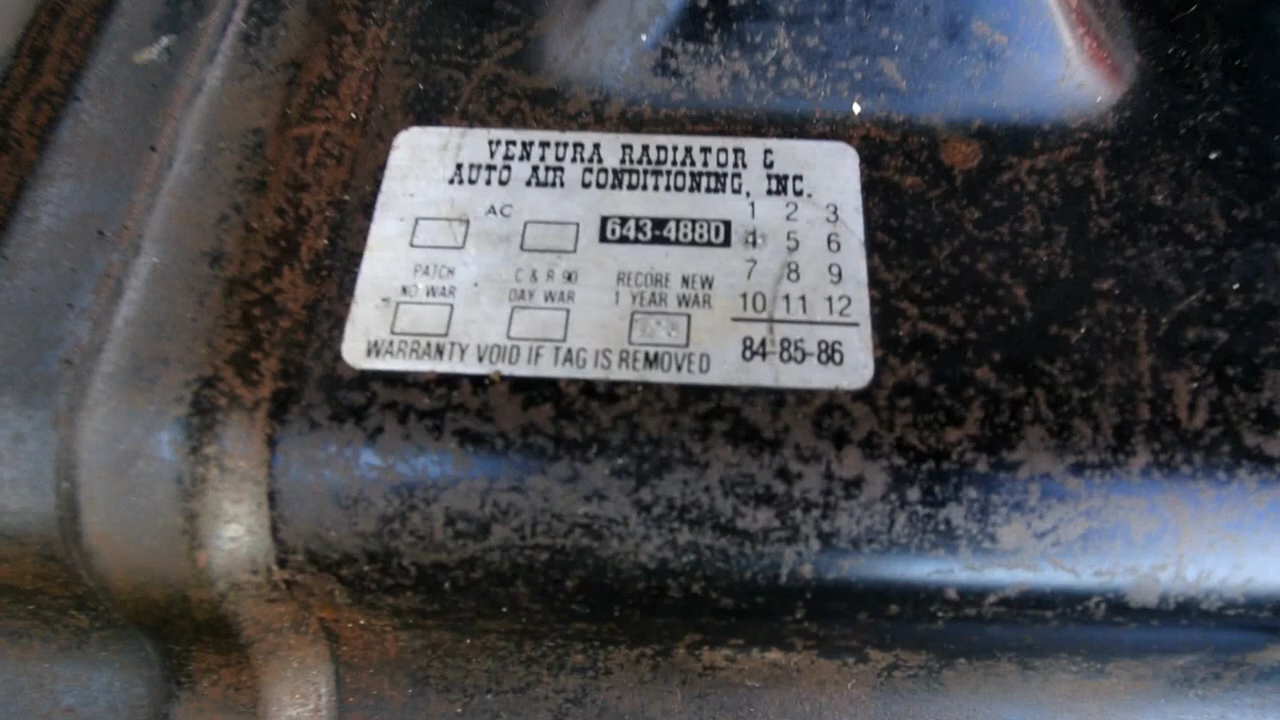 VENTURA RADIATOR &
AUTO AIR CONDITIONING, INC.
AC
643-4880
1 2 3
4 5 6
7 8 9
10 11 12
PATCH
NO WAR
C & R 90
DAY WAR
RECORE NEW
1 YEAR WAR
84-85-86
WARRANTY VOID IF TAG IS REMOVED